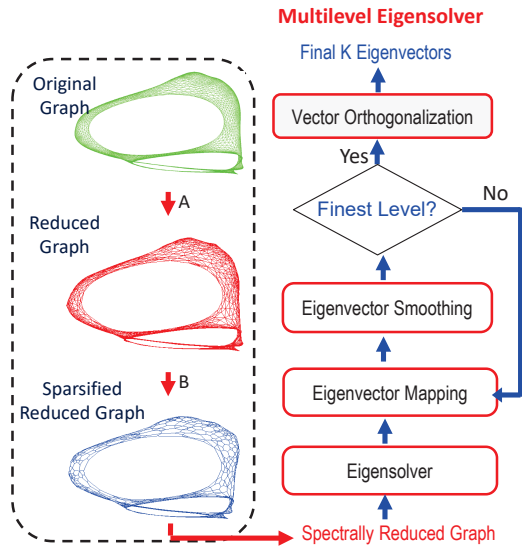 Multilevel Eigensolver
Original
Graph
A
Reduced
Graph
B
Sparsified
Reduced Graph
Final K Eigenvectors
Vector Orthogonalization
Yes
No
Finest Level?
Eigenvector Smoothing
Eigenvector Mapping
Eigensolver
Spectrally Reduced Graph